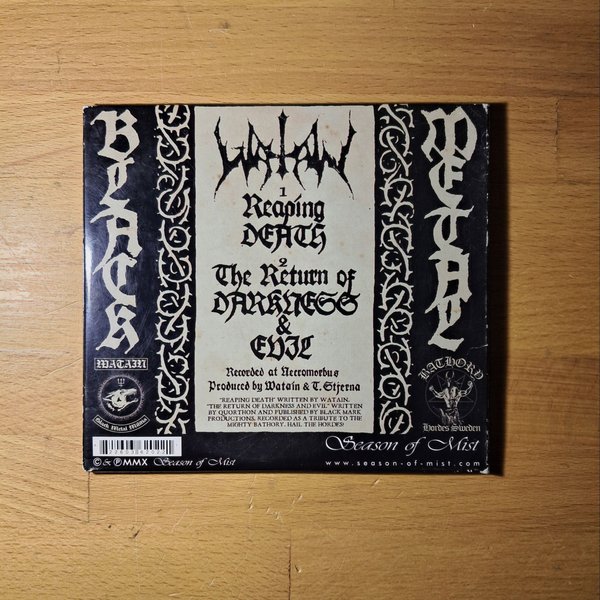 BLACK
METAL
WATAIN
1
Reaping
DEATH
2
The Return of
DARKNESS
&
EVIL
Recorded at Necromorbus
Produced by Watain & T. Stjerna
"REAPING DEATH" WRITTEN BY WATAIN.
"THE RETURN OF DARKNESS AND EVIL" WRITTEN
BY QUORTHON AND PUBLISHED BY BLACK MARK
PRODUCTIONS, RECORDED AS A TRIBUTE TO THE
MIGHTY BATHORY. HAIL THE HORDES!
WATAIN
Black Metal Militia
BATHORY
Hordes Sweden
Season of Mist
© & ℗ MMX Season of Mist
www.season-of-mist.com